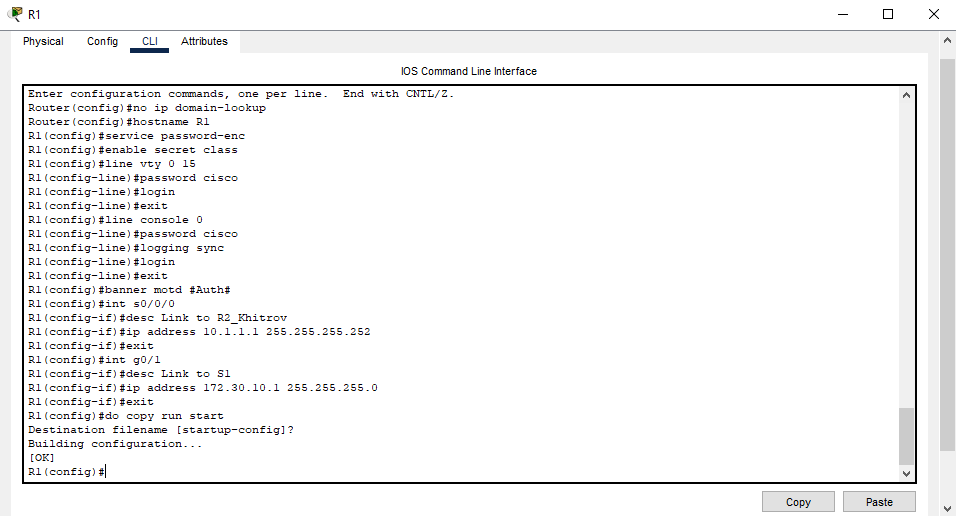 R1
Physical Config CLI Attributes
IOS Command Line Interface
Enter configuration commands, one per line.  End with CNTL/Z.
Router(config)#no ip domain-lookup
Router(config)#hostname R1
R1(config)#service password-enc
R1(config)#enable secret class
R1(config)#line vty 0 15
R1(config-line)#password cisco
R1(config-line)#login
R1(config-line)#exit
R1(config)#line console 0
R1(config-line)#password cisco
R1(config-line)#logging sync
R1(config-line)#login
R1(config-line)#exit
R1(config)#banner motd #Auth#
R1(config)#int s0/0/0
R1(config-if)#desc Link to R2_Khitrov
R1(config-if)#ip address 10.1.1.1 255.255.255.252
R1(config-if)#exit
R1(config)#int g0/1
R1(config-if)#desc Link to S1
R1(config-if)#ip address 172.30.10.1 255.255.255.0
R1(config-if)#exit
R1(config)#do copy run start
Destination filename [startup-config]?
Building configuration...
[OK]
R1(config)#
Copy Paste